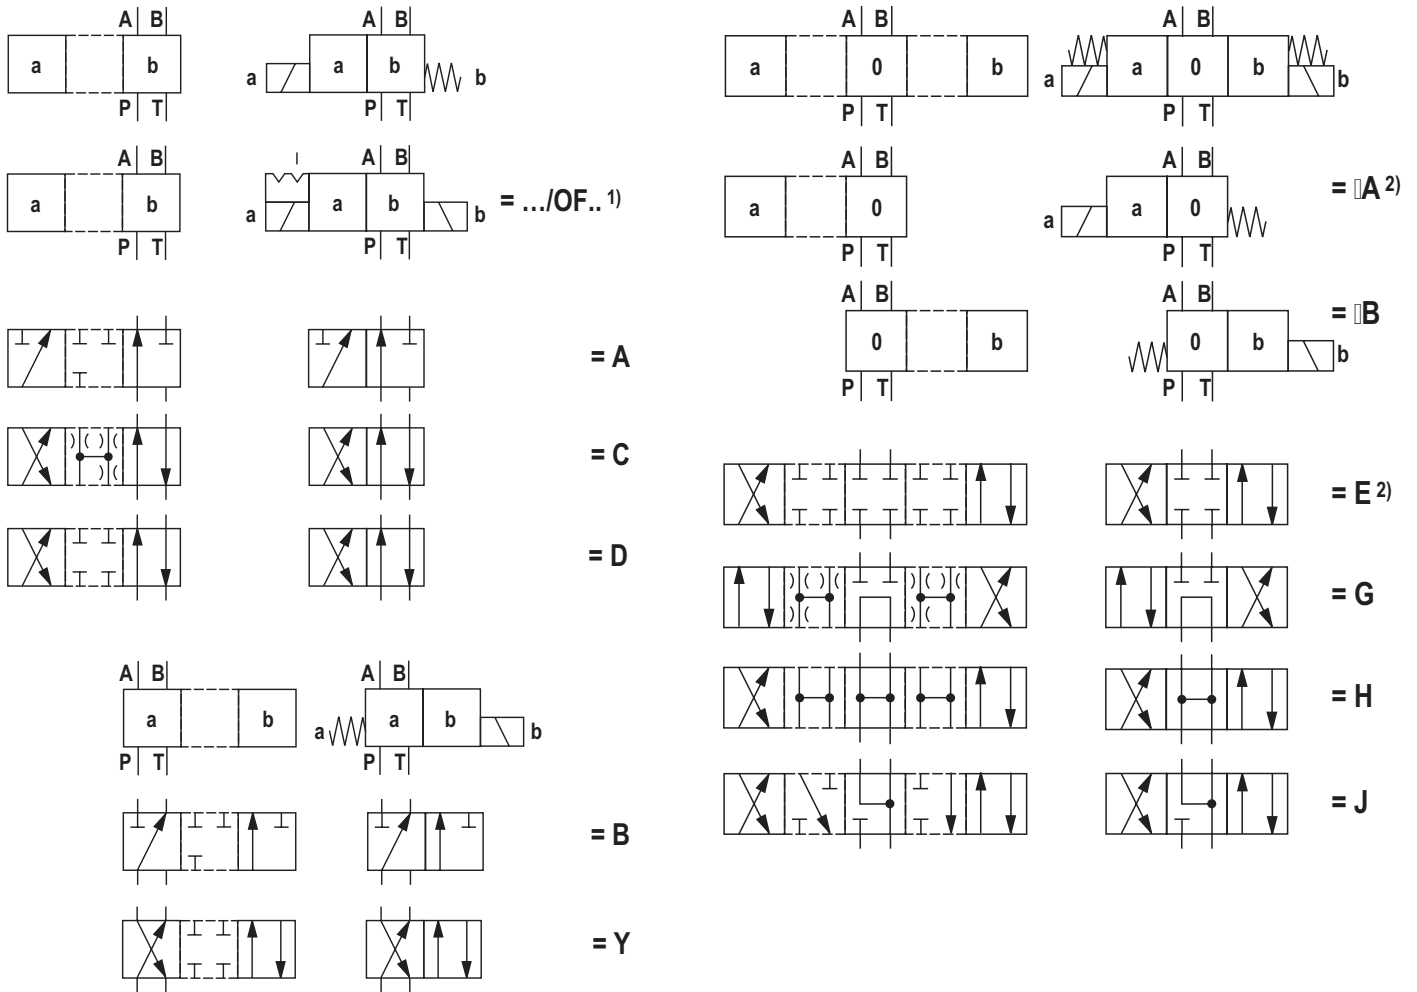 A B
a b
P T
A B
a a b b
P T
A B
a b
P T
A B
a a b b
P T
= .../OF.. 1)
= A
= C
= D
A B
a b
P T
A B
a a b b
P T
= B
= Y
A B
a 0 b
P T
A B
a a 0 b b
P T
A B
a 0
P T
A B
a a 0
P T
= ▯A 2)
A B
0 b
P T
A B
0 b b
P T
= ▯B
= E 2)
= G
= H
= J